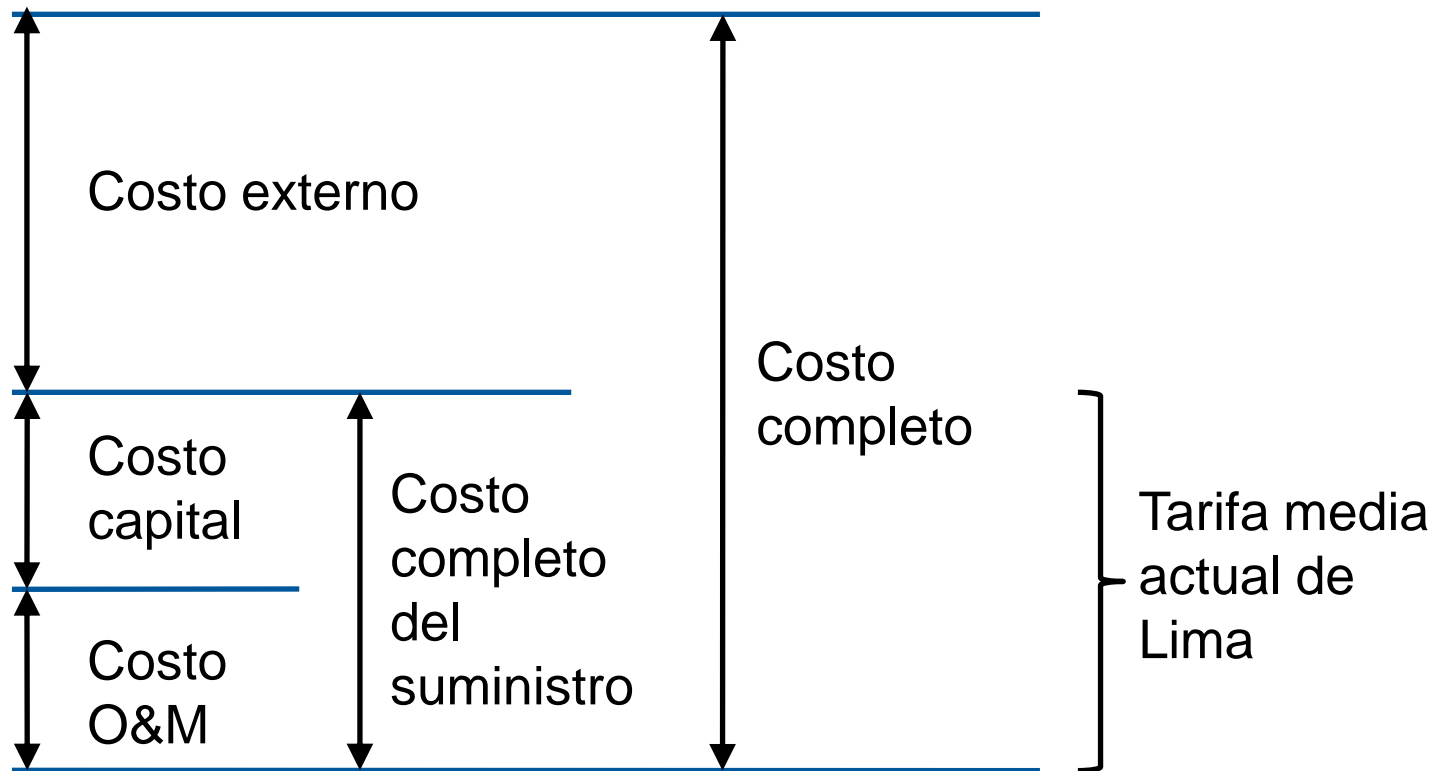 Costo externo
Costo
capital
Costo
O&M
Costo
completo
del
suministro
Costo
completo
Tarifa media
actual de
Lima